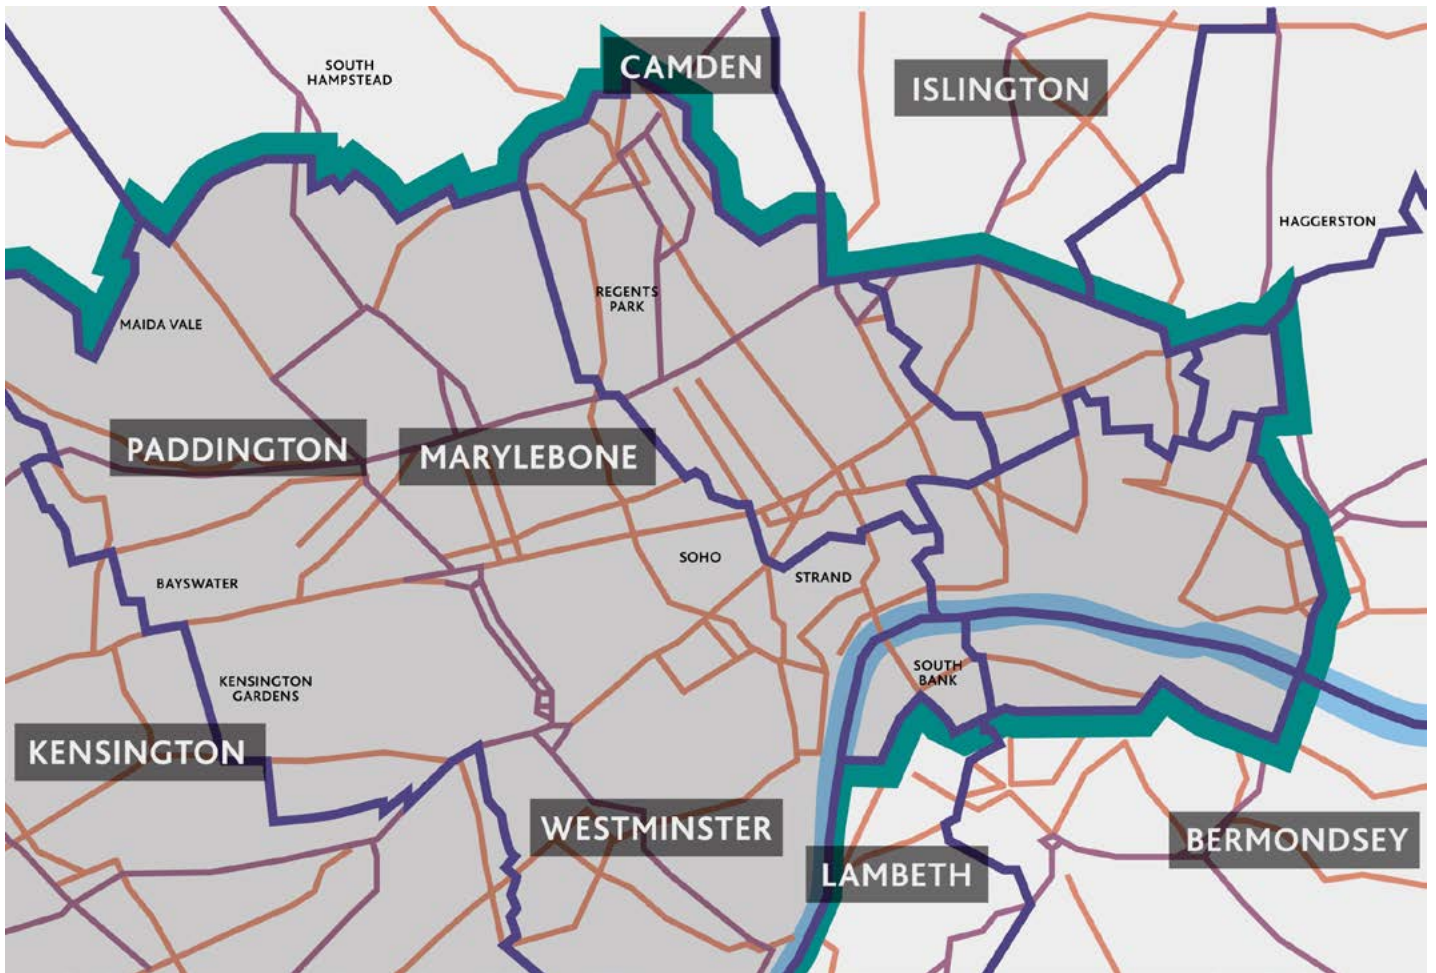 SOUTH
HAMPSTEAD
CAMDEN
ISLINGTON
HAGGERSTON
REGENTS
PARK
MAIDA VALE
PADDINGTON
MARYLEBONE
SOHO
STRAND
BAYSWATER
SOUTH
BANK
KENSINGTON
GARDENS
KENSINGTON
WESTMINSTER
LAMBETH
BERMONDSEY